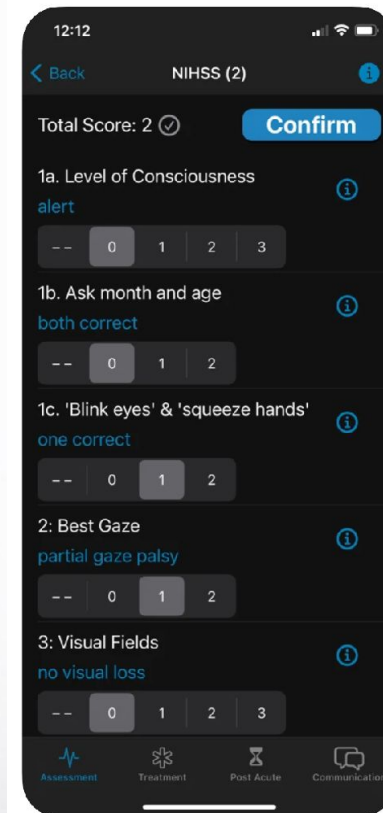 12:12
Back NIHSS (2)
Total Score: 2 Confirm
1a. Level of Consciousness
alert
-- 0 1 2 3
1b. Ask month and age
both correct
-- 0 1 2
1c. 'Blink eyes' & 'squeeze hands'
one correct
-- 0 1 2
2: Best Gaze
partial gaze palsy
-- 0 1 2
3: Visual Fields
no visual loss
-- 0 1 2 3
Assessment Treatment Post Acute Communication